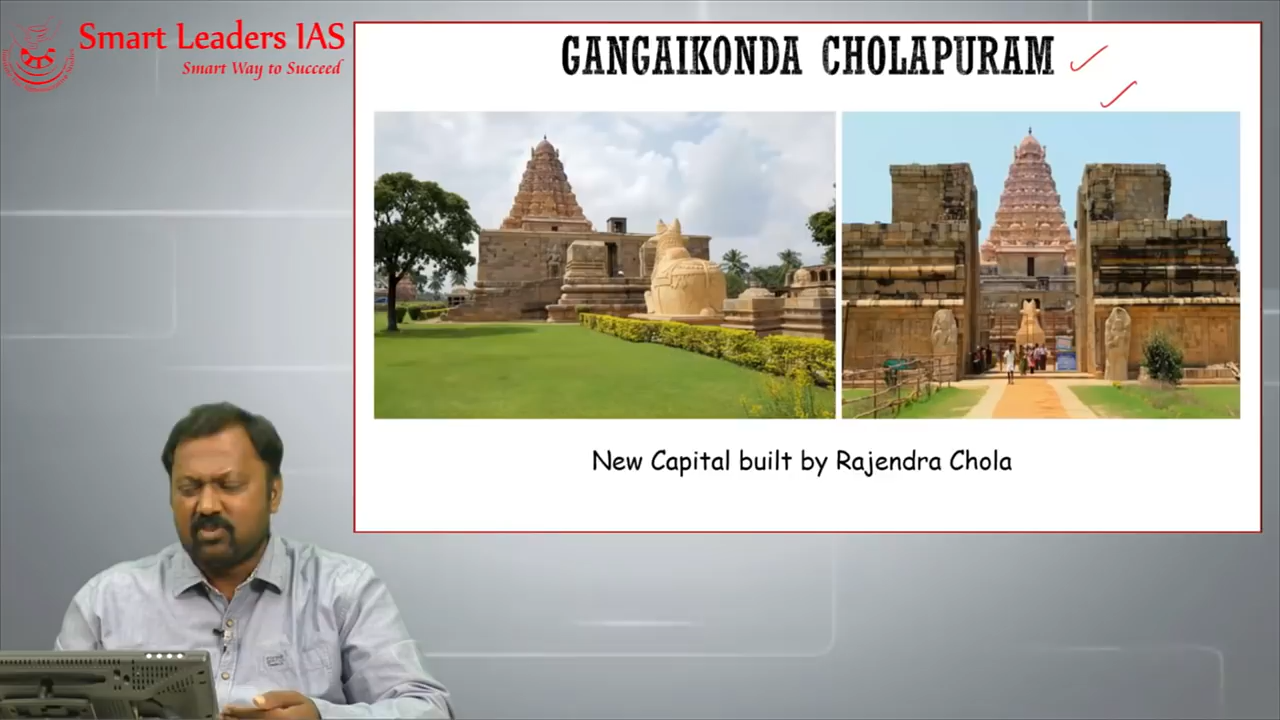 Smart Leaders IAS
Smart Way to Succeed
GANGAIKONDA CHOLAPURAM
New Capital built by Rajendra Chola